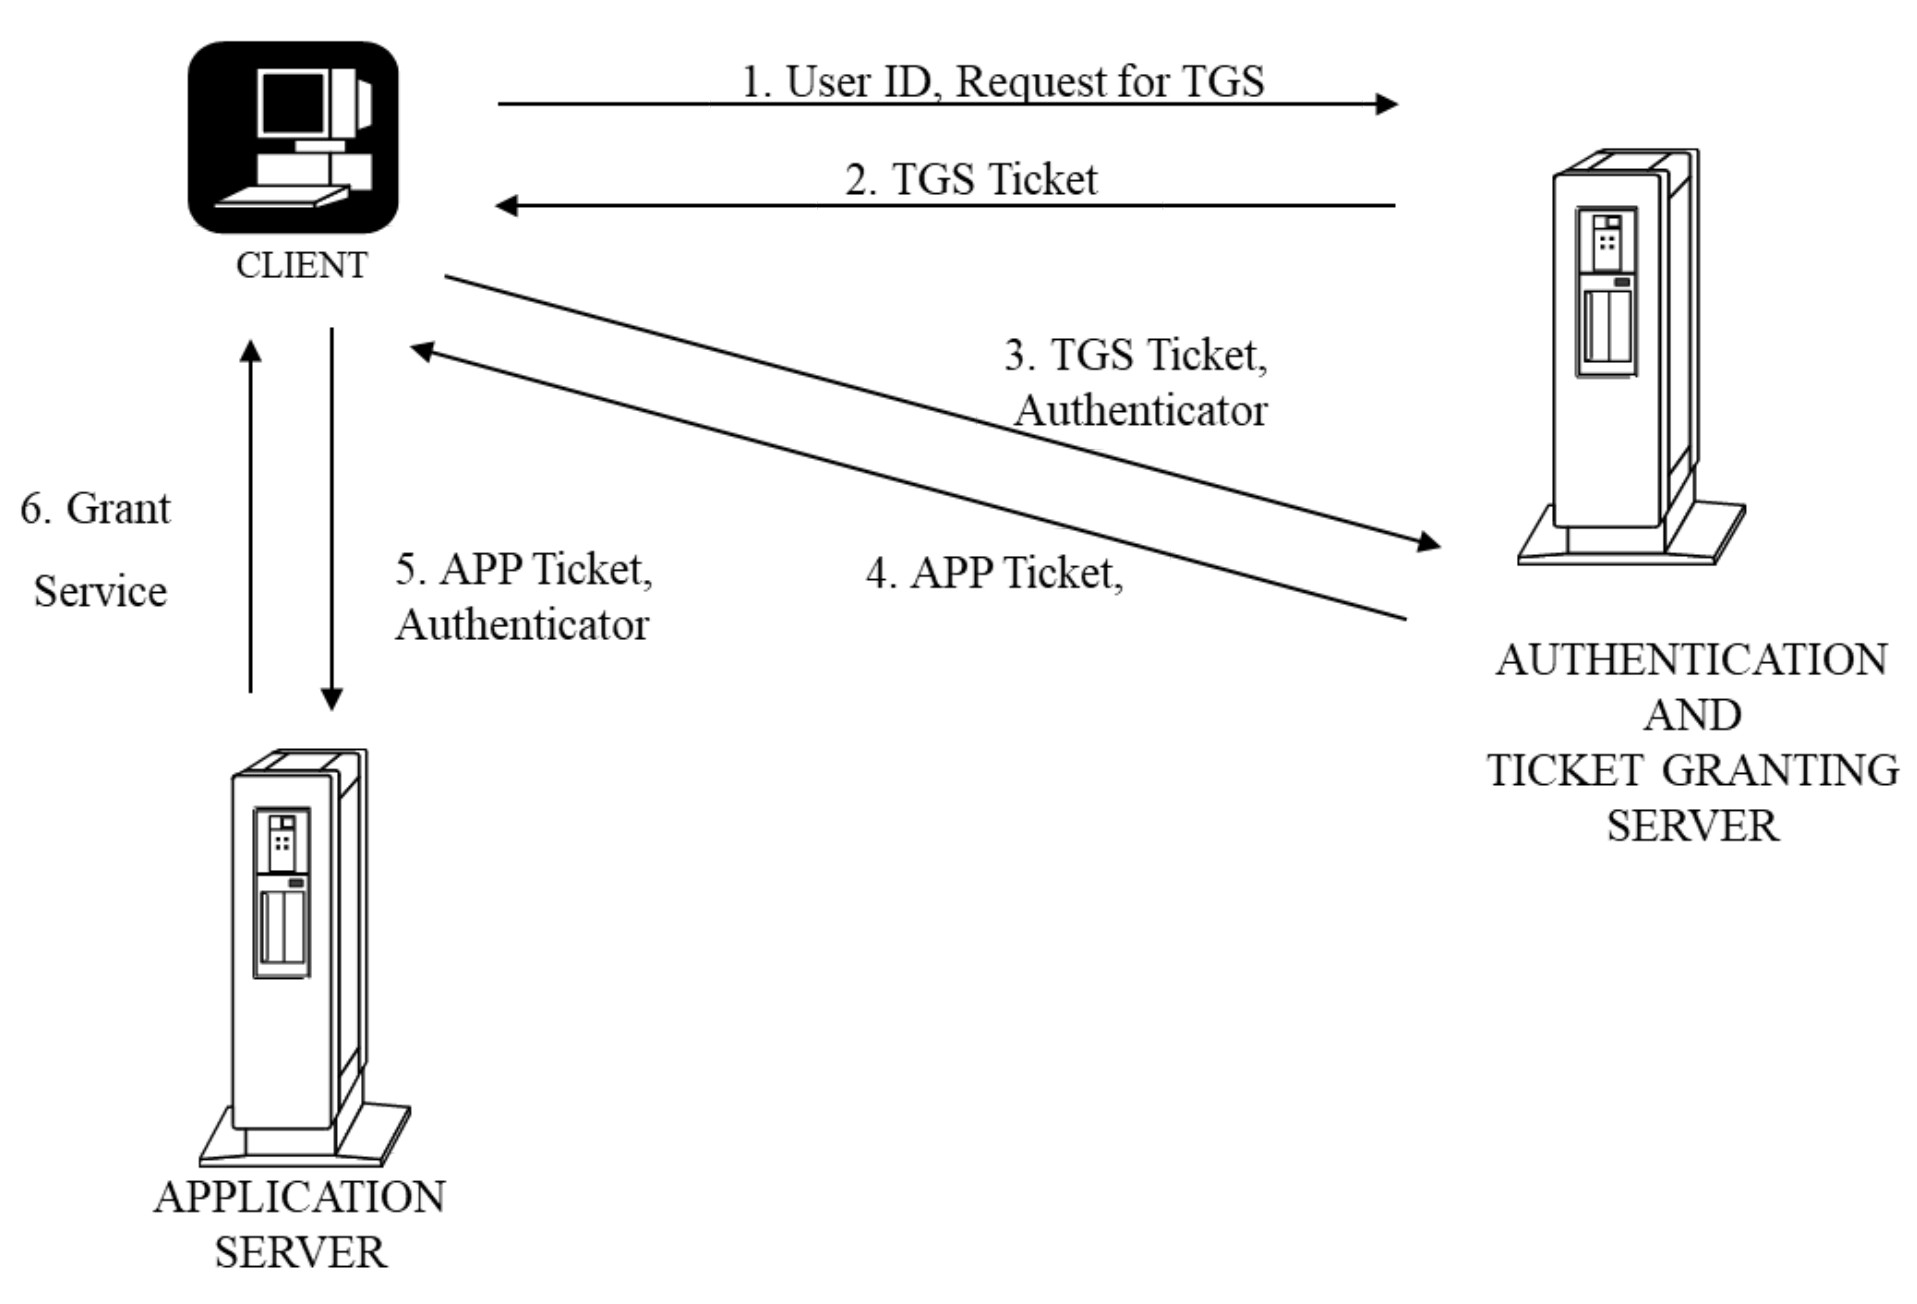 1. User ID, Request for TGS
2. TGS Ticket
CLIENT
3. TGS Ticket,
Authenticator
6. Grant
Service
5. APP Ticket,
Authenticator
4. APP Ticket,
AUTHENTICATION
AND
TICKET GRANTING
SERVER
APPLICATION
SERVER